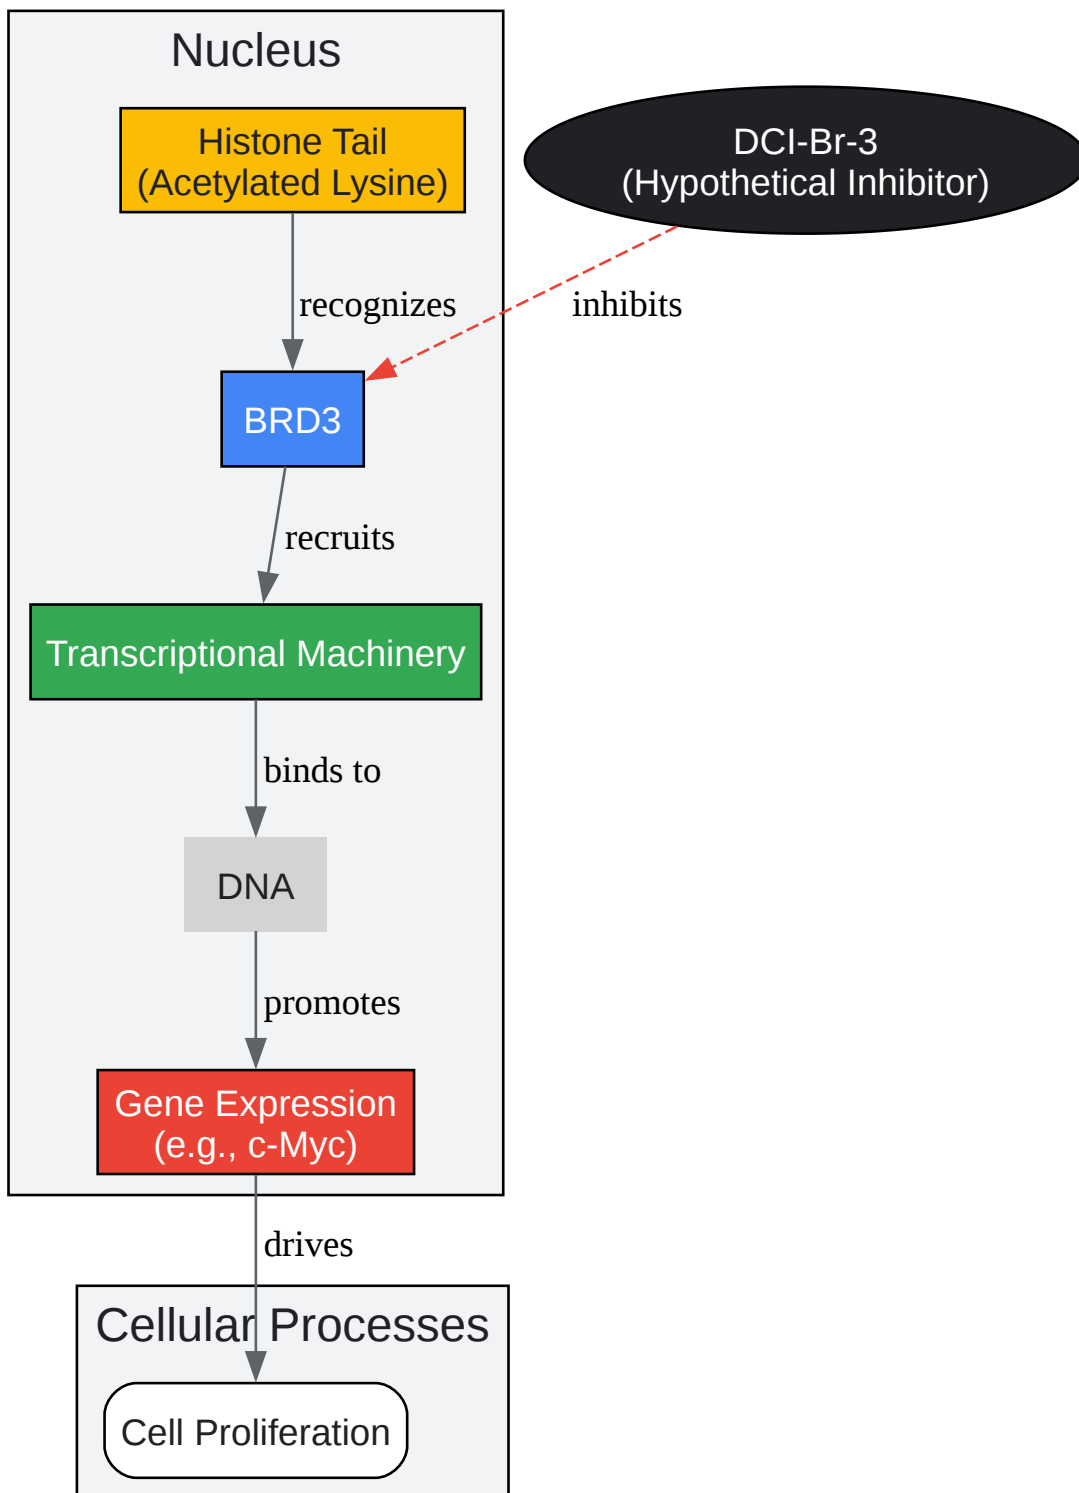 Nucleus
Histone Tail
(Acetylated Lysine)
DCI-Br-3
(Hypothetical Inhibitor)
recognizes
inhibits
BRD3
recruits
Transcriptional Machinery
binds to
DNA
promotes
Gene Expression
(e.g., c-Myc)
drives
Cellular Processes
Cell Proliferation